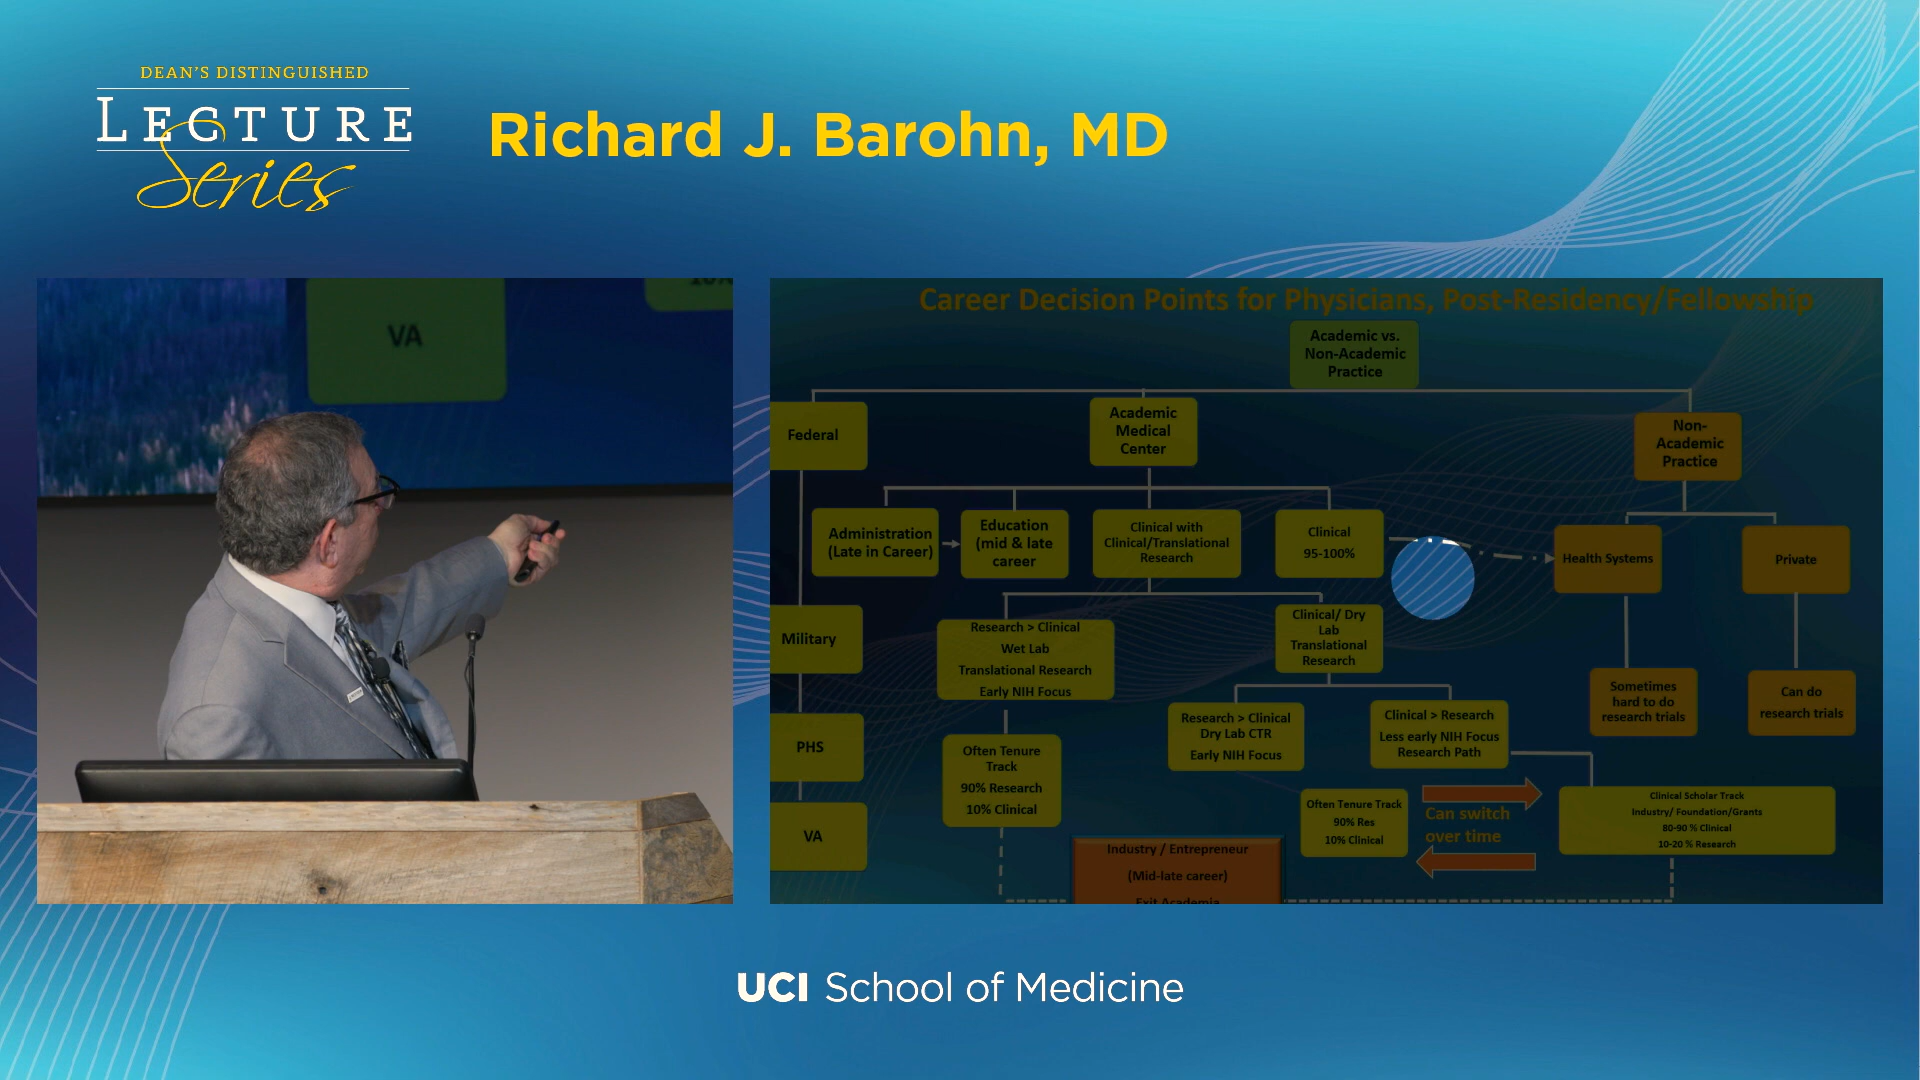 DEAN'S DISTINGUISHED
LECTURE
Series
Richard J. Barohn, MD
VA
10%
Career Decision Points for Physicians, Post-Residency/Fellowship
Academic vs.
Non-Academic
Practice
Federal
Academic
Medical
Center
Non-
Academic
Practice
Administration
(Late in Career)
Education
(mid & late
career
Clinical with
Clinical/Translational
Research
Clinical
95-100%
Health Systems
Private
Military
Research > Clinical
Wet Lab
Translational Research
Early NIH Focus
Clinical/ Dry
Lab
Translational
Research
Sometimes
hard to do
research trials
Can do
research trials
PHS
Often Tenure
Track
90% Research
10% Clinical
Research > Clinical
Dry Lab CTR
Early NIH Focus
Clinical > Research
Less early NIH Focus
Research Path
VA
Often Tenure Track
90% Res
10% Clinical
Can switch
over time
Clinical Scholar Track
Industry/ Foundation/Grants
80-90 % Clinical
10-20 % Research
Industry / Entrepreneur
(Mid-late career)
Exit Academia
UCI School of Medicine